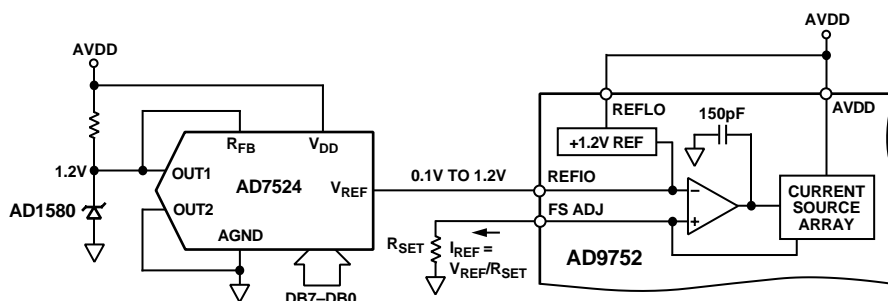 AVDD
RFB
VDD
1.2V
OUT1
AD7524
VREF
AD1580
OUT2
AGND
DB7–DB0
0.1V TO 1.2V
RSET
IREF =
VREF/RSET
AVDD
REFLO
150pF
AVDD
+1.2V REF
REFIO
–
FS ADJ
+
CURRENT
SOURCE
ARRAY
AD9752